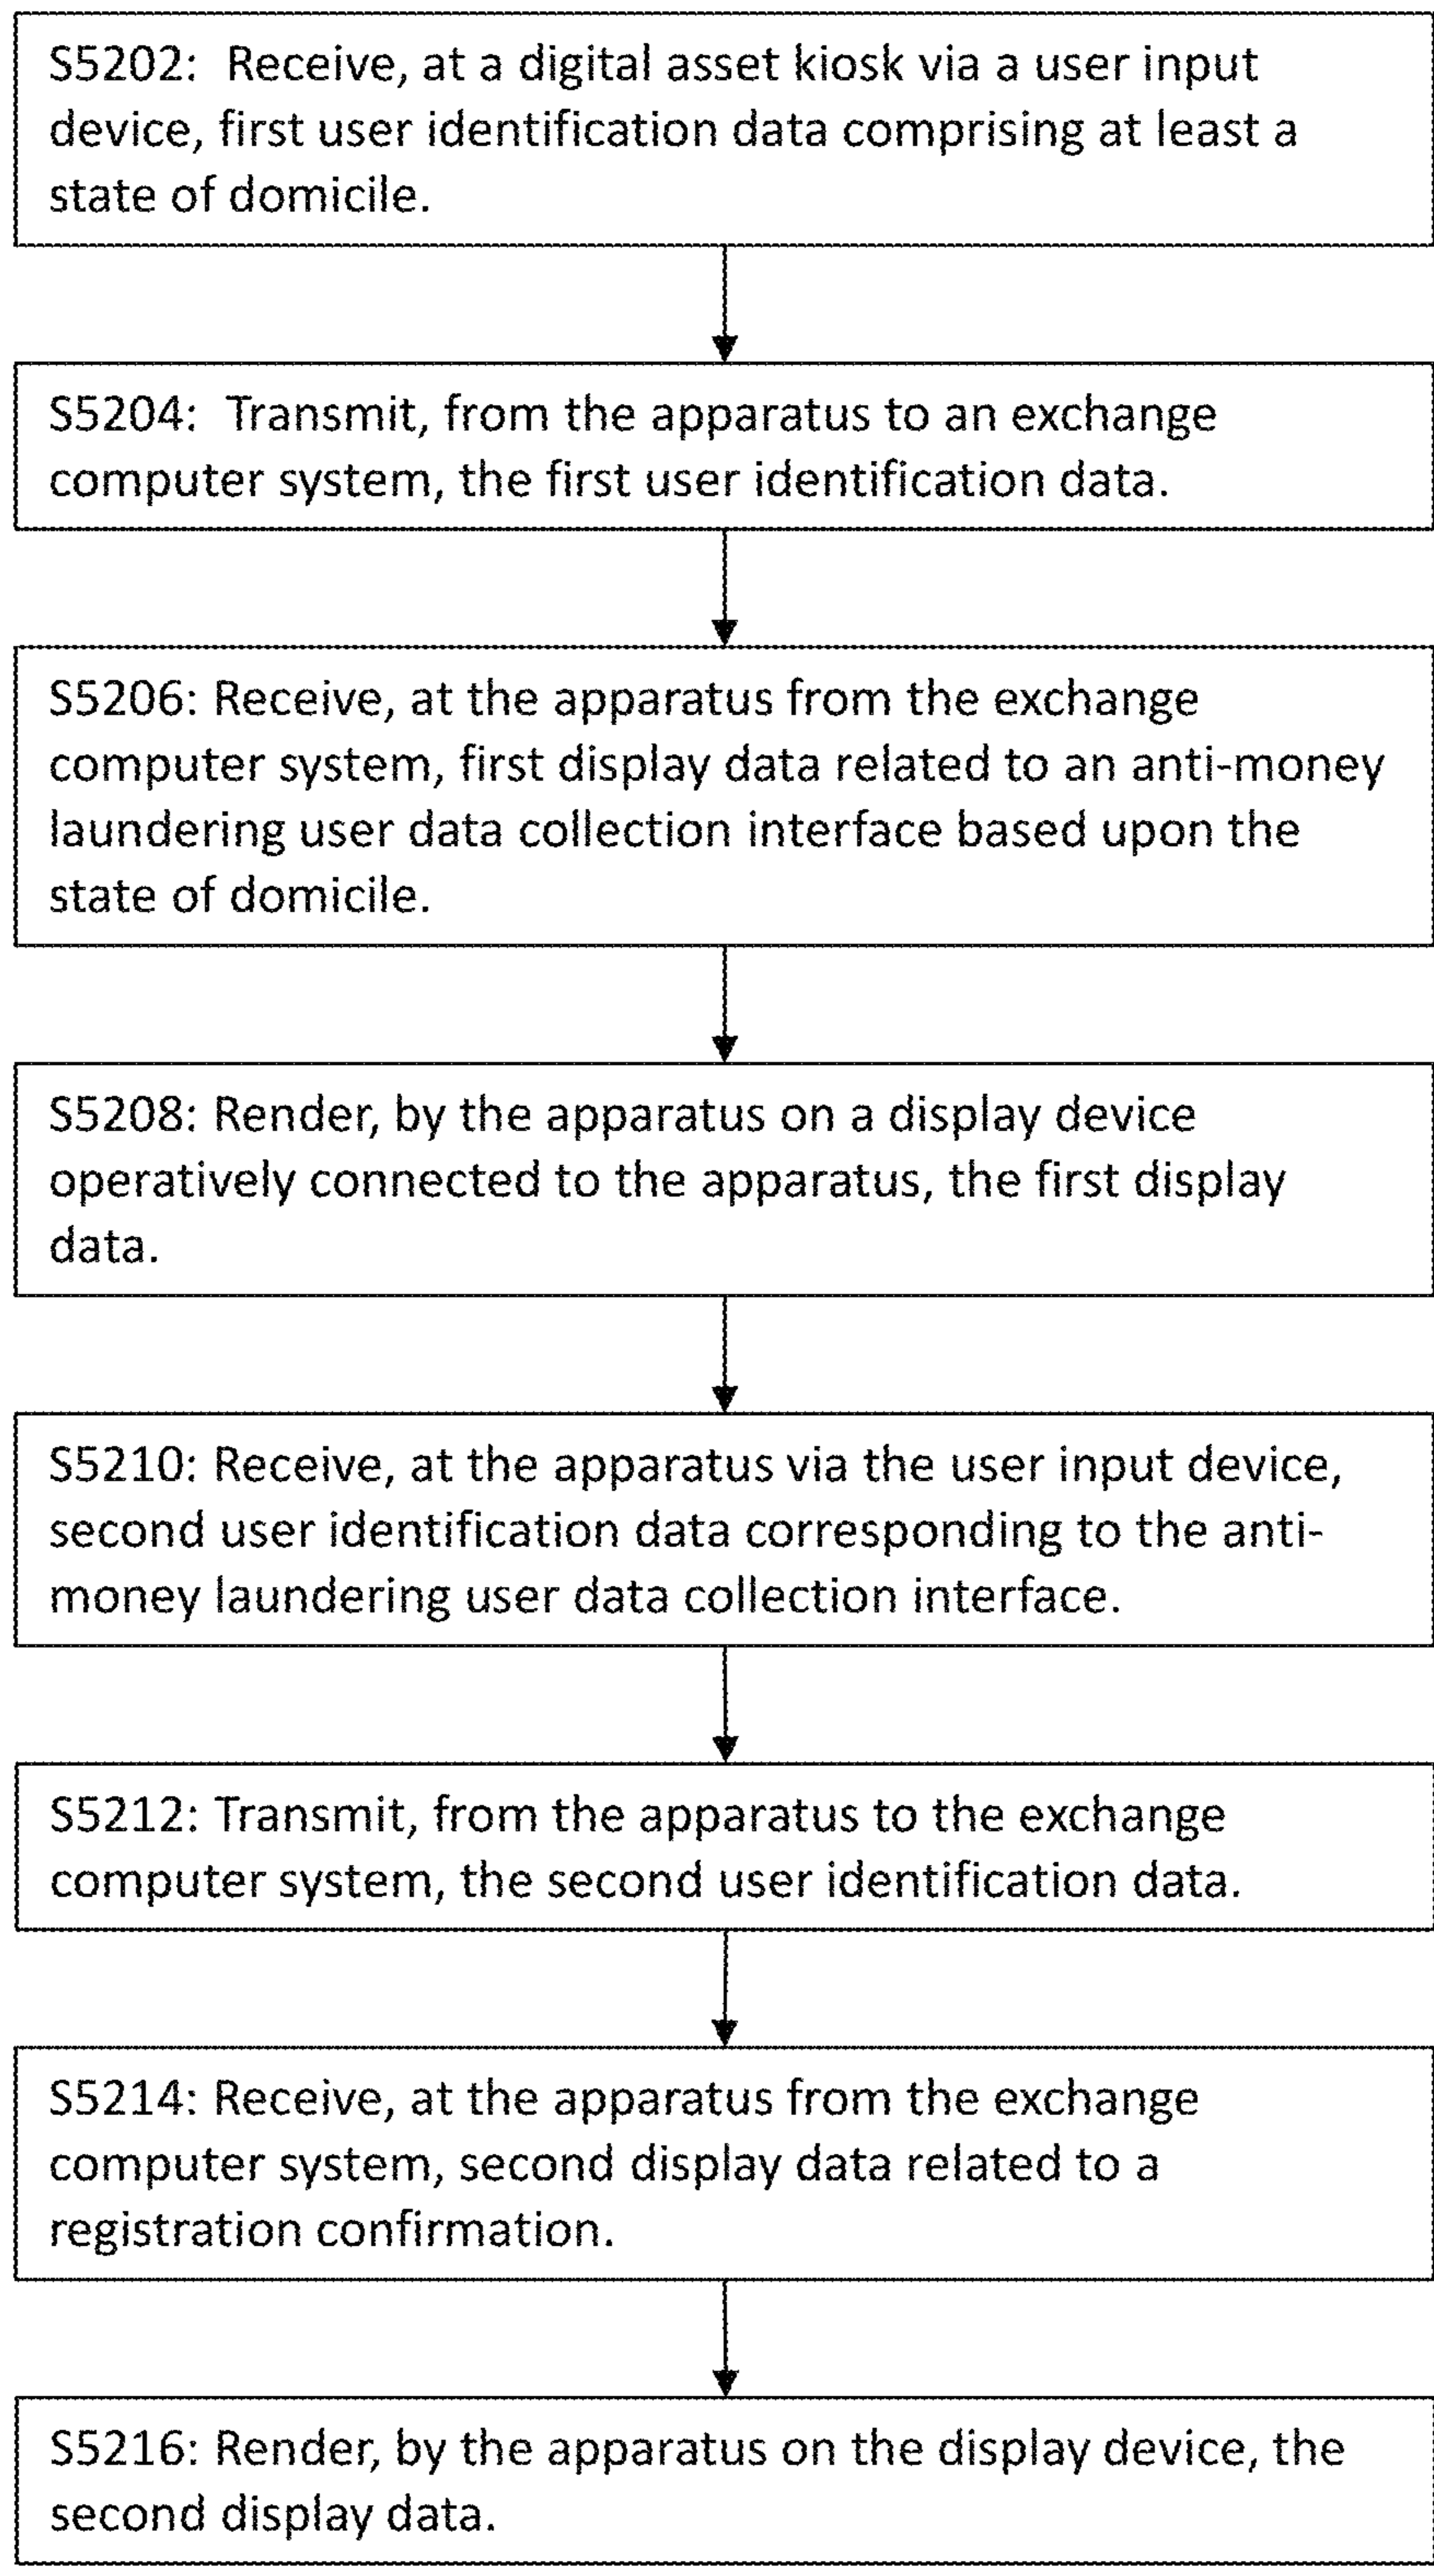 S5202: Receive, at a digital asset kiosk via a user input
device, first user identification data comprising at least a
state of domicile.
S5204: Transmit, from the apparatus to an exchange
computer system, the first user identification data.
S5206: Receive, at the apparatus from the exchange
computer system, first display data related to an anti-money
laundering user data collection interface based upon the
state of domicile.
S5208: Render, by the apparatus on a display device
operatively connected to the apparatus, the first display
data.
S5210: Receive, at the apparatus via the user input device,
second user identification data corresponding to the anti-
money laundering user data collection interface.
S5212: Transmit, from the apparatus to the exchange
computer system, the second user identification data.
S5214: Receive, at the apparatus from the exchange
computer system, second display data related to a
registration confirmation.
S5216: Render, by the apparatus on the display device, the
second display data.